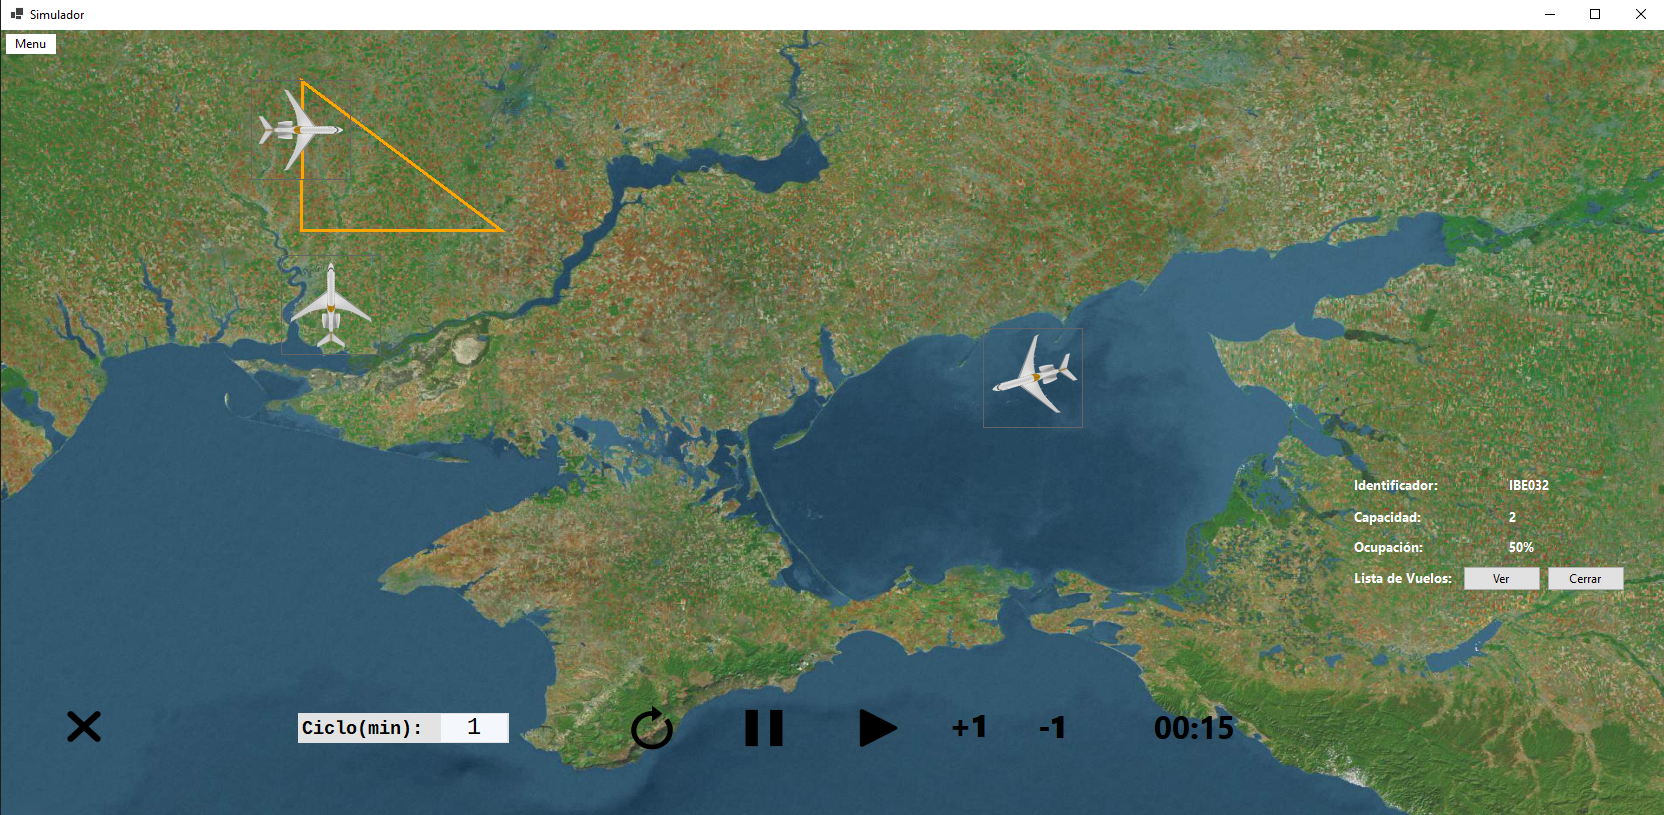 Simulador
Menu
Identificador: IBE032
Capacidad: 2
Ocupación: 50%
Lista de Vuelos: Ver Cerrar
Ciclo(min): 1 +1 -1 00:15